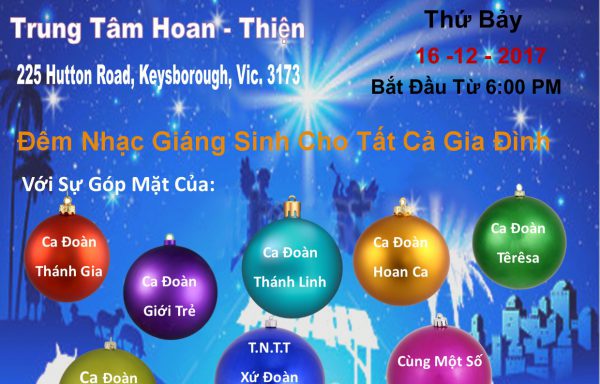 Trung Tâm Hoan - Thiện
225 Hutton Road, Keysborough, Vic. 3173
Thứ Bảy
16 -12 - 2017
Bắt Đầu Từ 6:00 PM
Đêm Nhạc Giáng Sinh Cho Tất Cả Gia Đình
Với Sự Góp Mặt Của:
Ca Đoàn
Thánh Gia
Ca Đoàn
Giới Trẻ
Ca Đoàn
Thánh Linh
Ca Đoàn
Hoan Ca
Ca Đoàn
Têrêsa
Ca Đoàn
T.N.T.T
Xứ Đoàn
Cùng Một Số